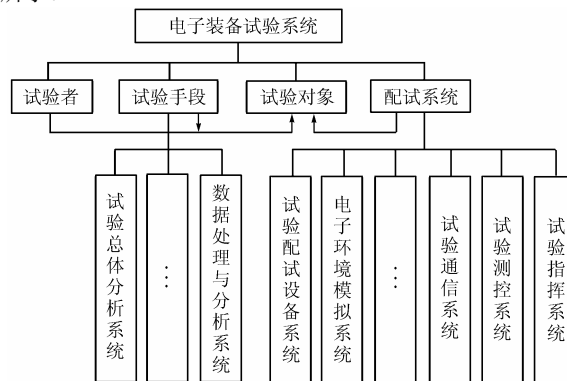 电子装备试验系统
试验者
试验手段
试验对象
配试系统
试验总体分析系统
⋮
数据处理与分析系统
试验配试设备系统
电子环境模拟系统
⋮
试验通信系统
试验测控系统
试验指挥系统